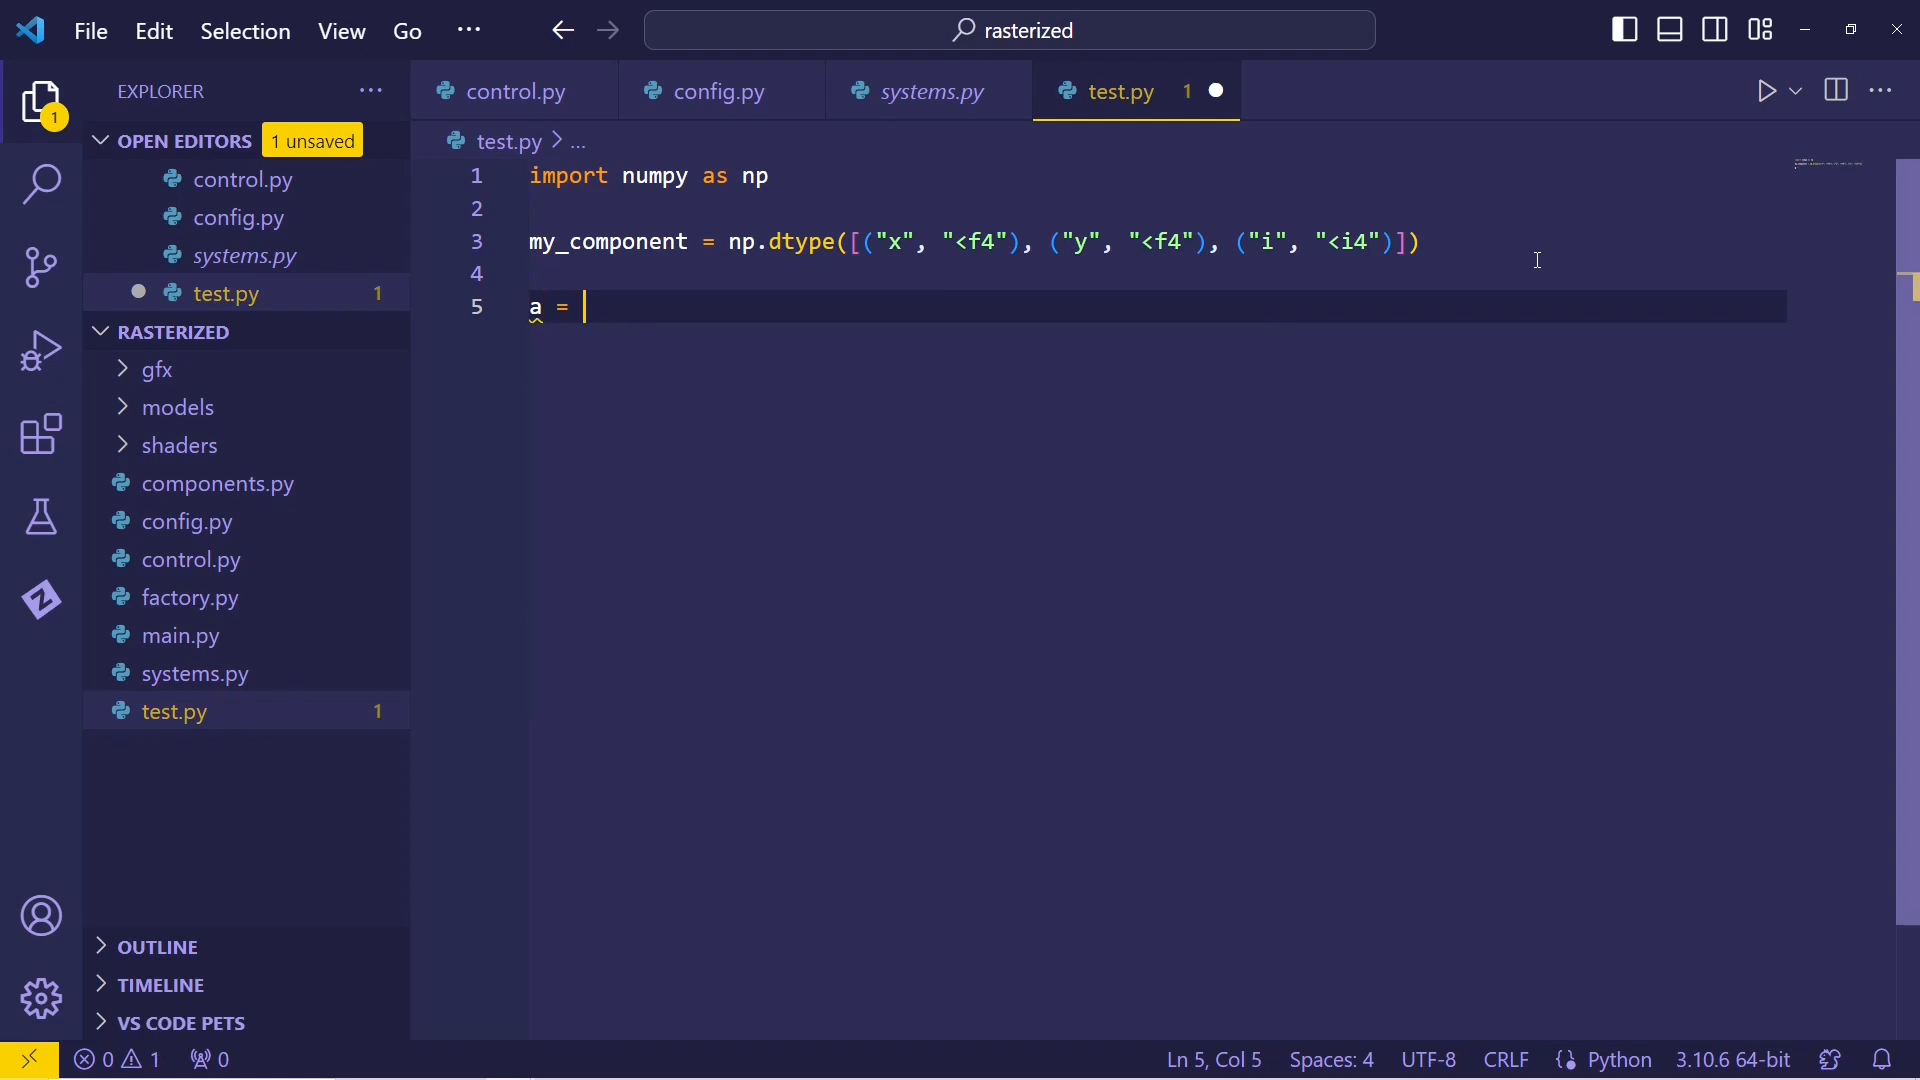 File Edit Selection View Go ··· rasterized
EXPLORER ···
1
OPEN EDITORS 1 unsaved
control.py
config.py
systems.py
test.py 1
RASTERIZED
gfx
models
shaders
components.py
config.py
control.py
factory.py
main.py
systems.py
test.py 1
OUTLINE
TIMELINE
VS CODE PETS
control.py config.py systems.py test.py 1
test.py > ...
1 import numpy as np
2
3 my_component = np.dtype([("x", "<f4"), ("y", "<f4"), ("i", "<i4")])
4
5 a =
0 1 0 Ln 5, Col 5 Spaces: 4 UTF-8 CRLF Python 3.10.6 64-bit